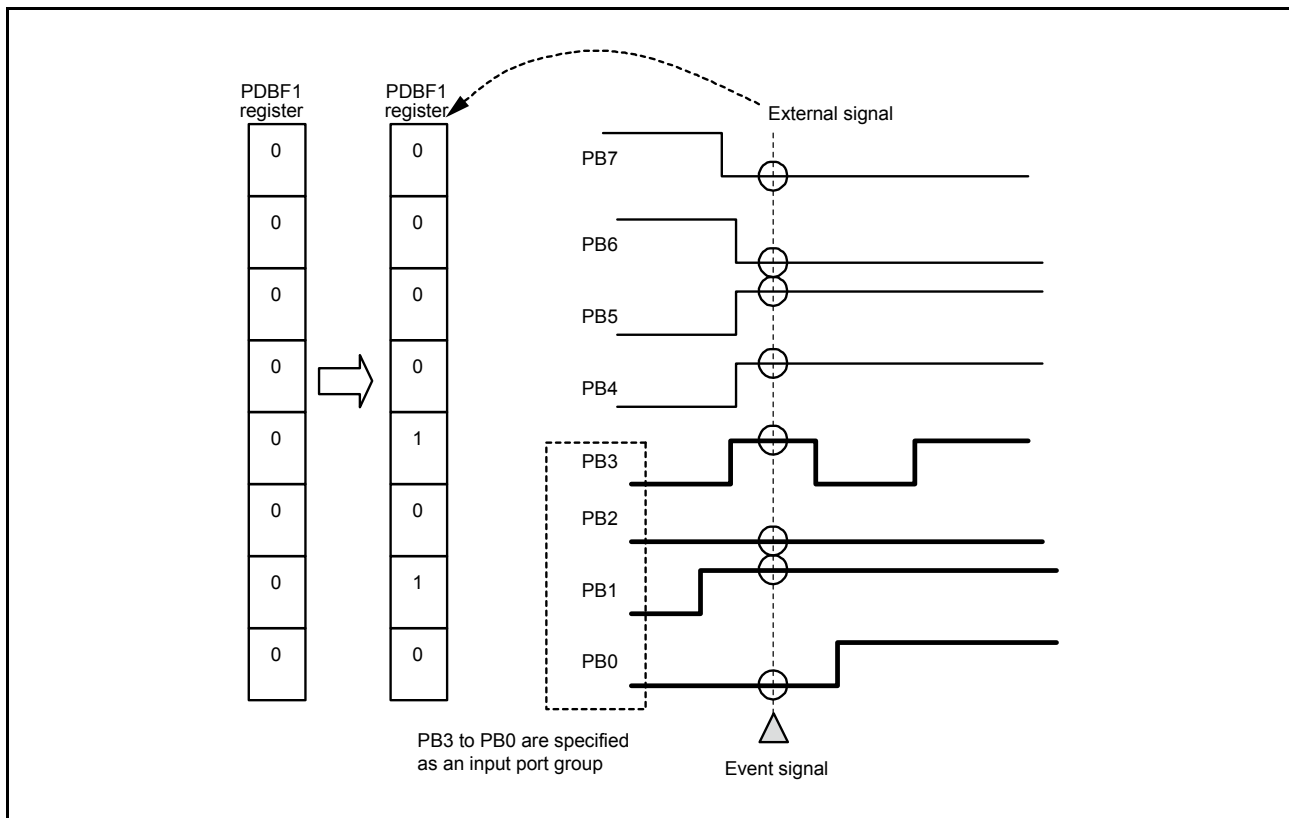 PDBF1
register
0
0
0
0
0
0
0
0
PDBF1
register
0
0
0
0
1
0
1
0
External signal
PB7
PB6
PB5
PB4
PB3
PB2
PB1
PB0
PB3 to PB0 are specified
as an input port group
Event signal